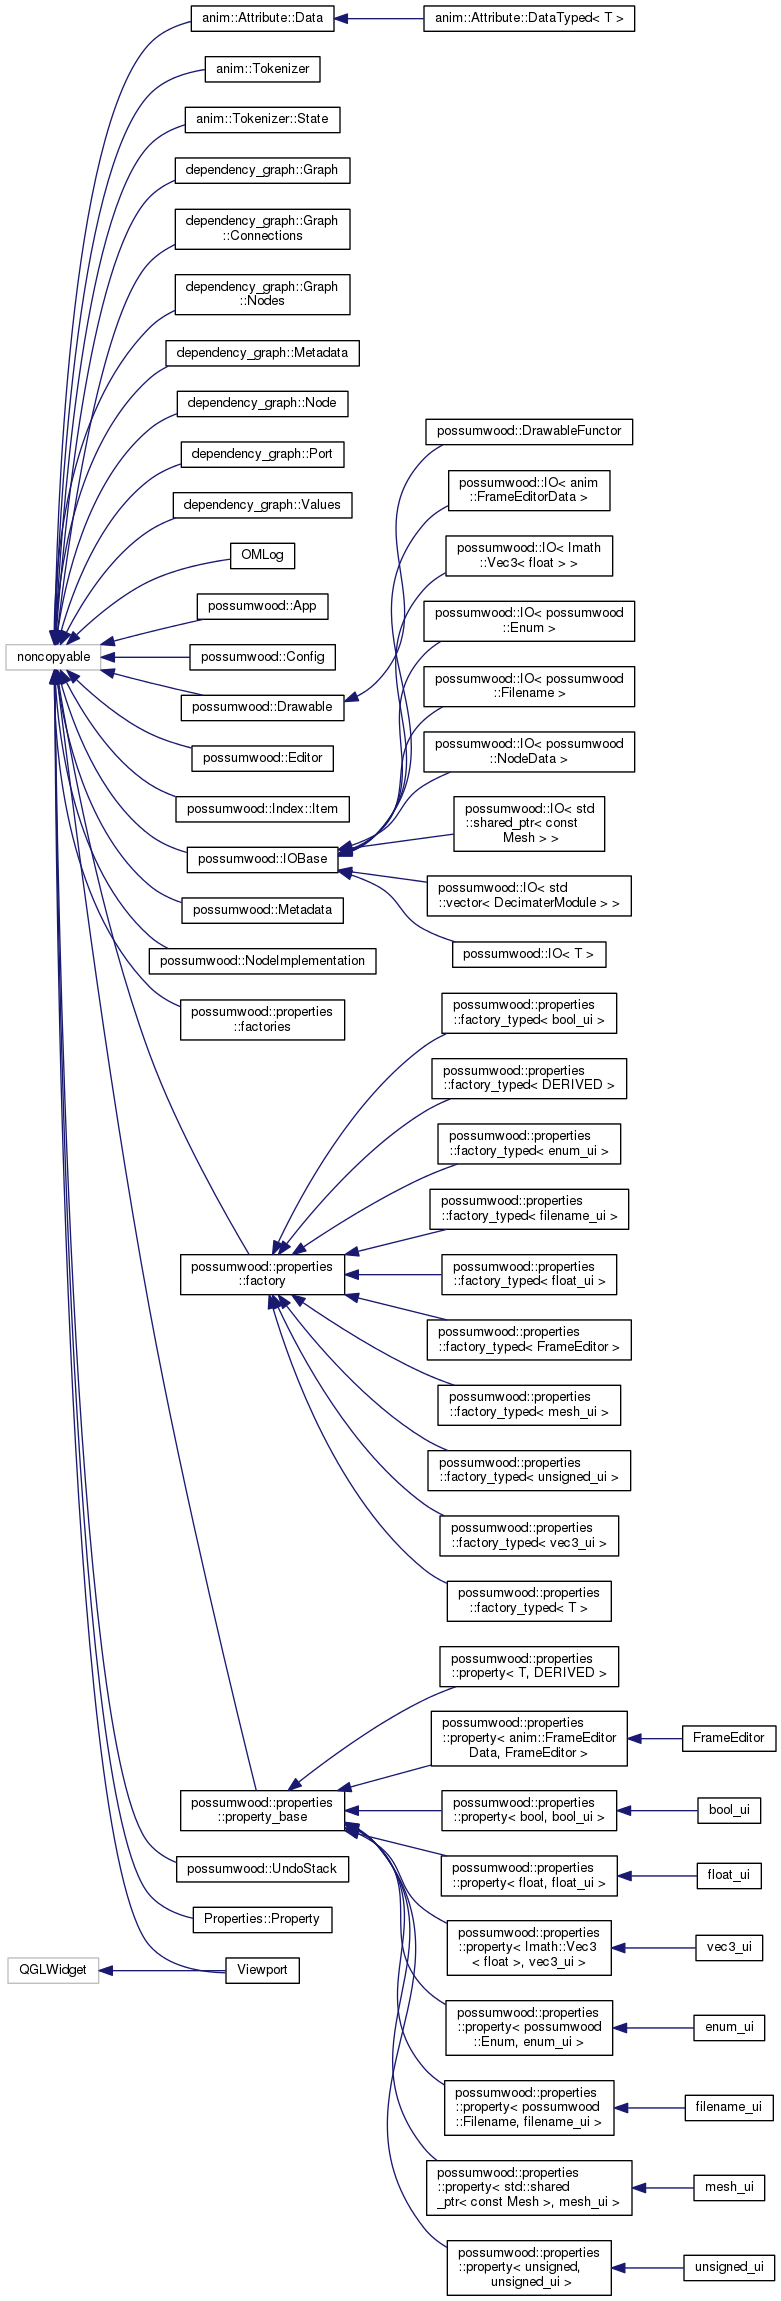 anim::Attribute::Data
anim::Attribute::DataTyped< T >
anim::Tokenizer
anim::Tokenizer::State
dependency_graph::Graph
dependency_graph::Graph
::Connections
dependency_graph::Graph
::Nodes
dependency_graph::Metadata
dependency_graph::Node
dependency_graph::Port
dependency_graph::Values
OMLog
possumwood::App
noncopyable
possumwood::Config
possumwood::Drawable
possumwood::Editor
possumwood::Index::Item
possumwood::IOBase
possumwood::Metadata
possumwood::NodeImplementation
possumwood::properties
::factories
possumwood::DrawableFunctor
possumwood::IO< anim
::FrameEditorData >
possumwood::IO< Imath
::Vec3< float > >
possumwood::IO< possumwood
::Enum >
possumwood::IO< possumwood
::Filename >
possumwood::IO< possumwood
::NodeData >
possumwood::IO< std
::shared_ptr< const
Mesh > >
possumwood::IO< std
::vector< DecimaterModule > >
possumwood::IO< T >
possumwood::properties
::factory
possumwood::properties
::factory_typed< bool_ui >
possumwood::properties
::factory_typed< DERIVED >
possumwood::properties
::factory_typed< enum_ui >
possumwood::properties
::factory_typed< filename_ui >
possumwood::properties
::factory_typed< float_ui >
possumwood::properties
::factory_typed< FrameEditor >
possumwood::properties
::factory_typed< mesh_ui >
possumwood::properties
::factory_typed< unsigned_ui >
possumwood::properties
::factory_typed< vec3_ui >
possumwood::properties
::factory_typed< T >
possumwood::properties
::property_base
possumwood::properties
::property< T, DERIVED >
possumwood::properties
::property< anim::FrameEditor
Data, FrameEditor >
FrameEditor
possumwood::properties
::property< bool, bool_ui >
bool_ui
possumwood::properties
::property< float, float_ui >
float_ui
possumwood::properties
::property< Imath::Vec3
< float >, vec3_ui >
vec3_ui
possumwood::properties
::property< possumwood
::Enum, enum_ui >
enum_ui
possumwood::properties
::property< possumwood
::Filename, filename_ui >
filename_ui
possumwood::properties
::property< std::shared
_ptr< const Mesh >, mesh_ui >
mesh_ui
possumwood::properties
::property< unsigned,
unsigned_ui >
unsigned_ui
possumwood::UndoStack
Properties::Property
QGLWidget
Viewport